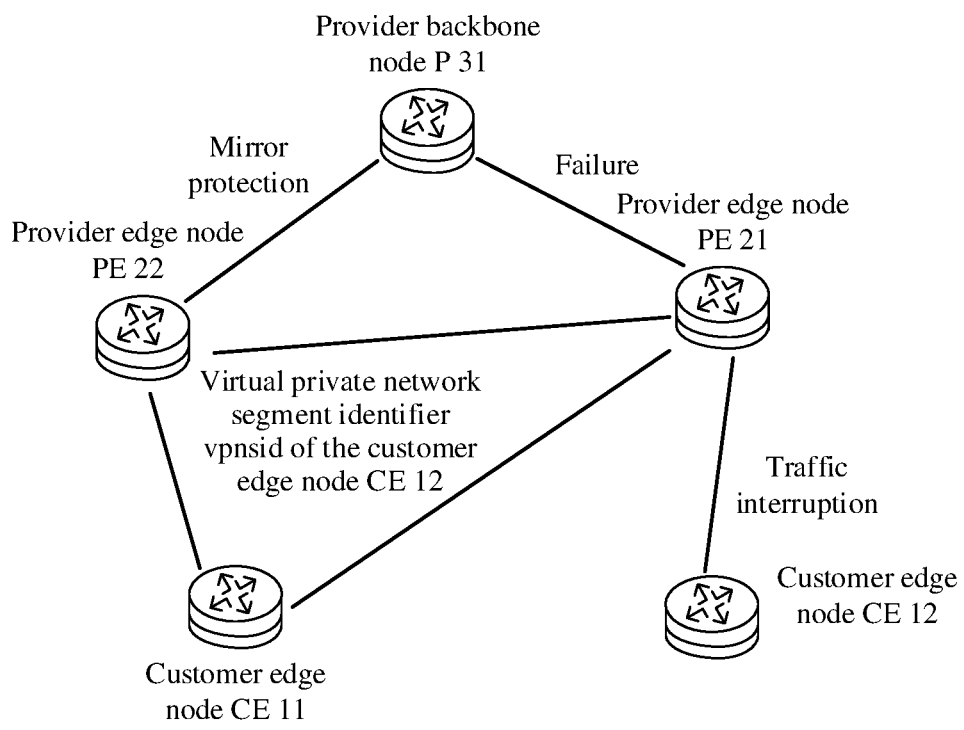 Provider backbone
node P 31
Mirror
protection
Failure
Provider edge node
PE 21
Provider edge node
PE 22
Virtual private network
segment identifier
vpnsid of the customer
edge node CE 12
Traffic
interruption
Customer edge
node CE 12
Customer edge
node CE 11